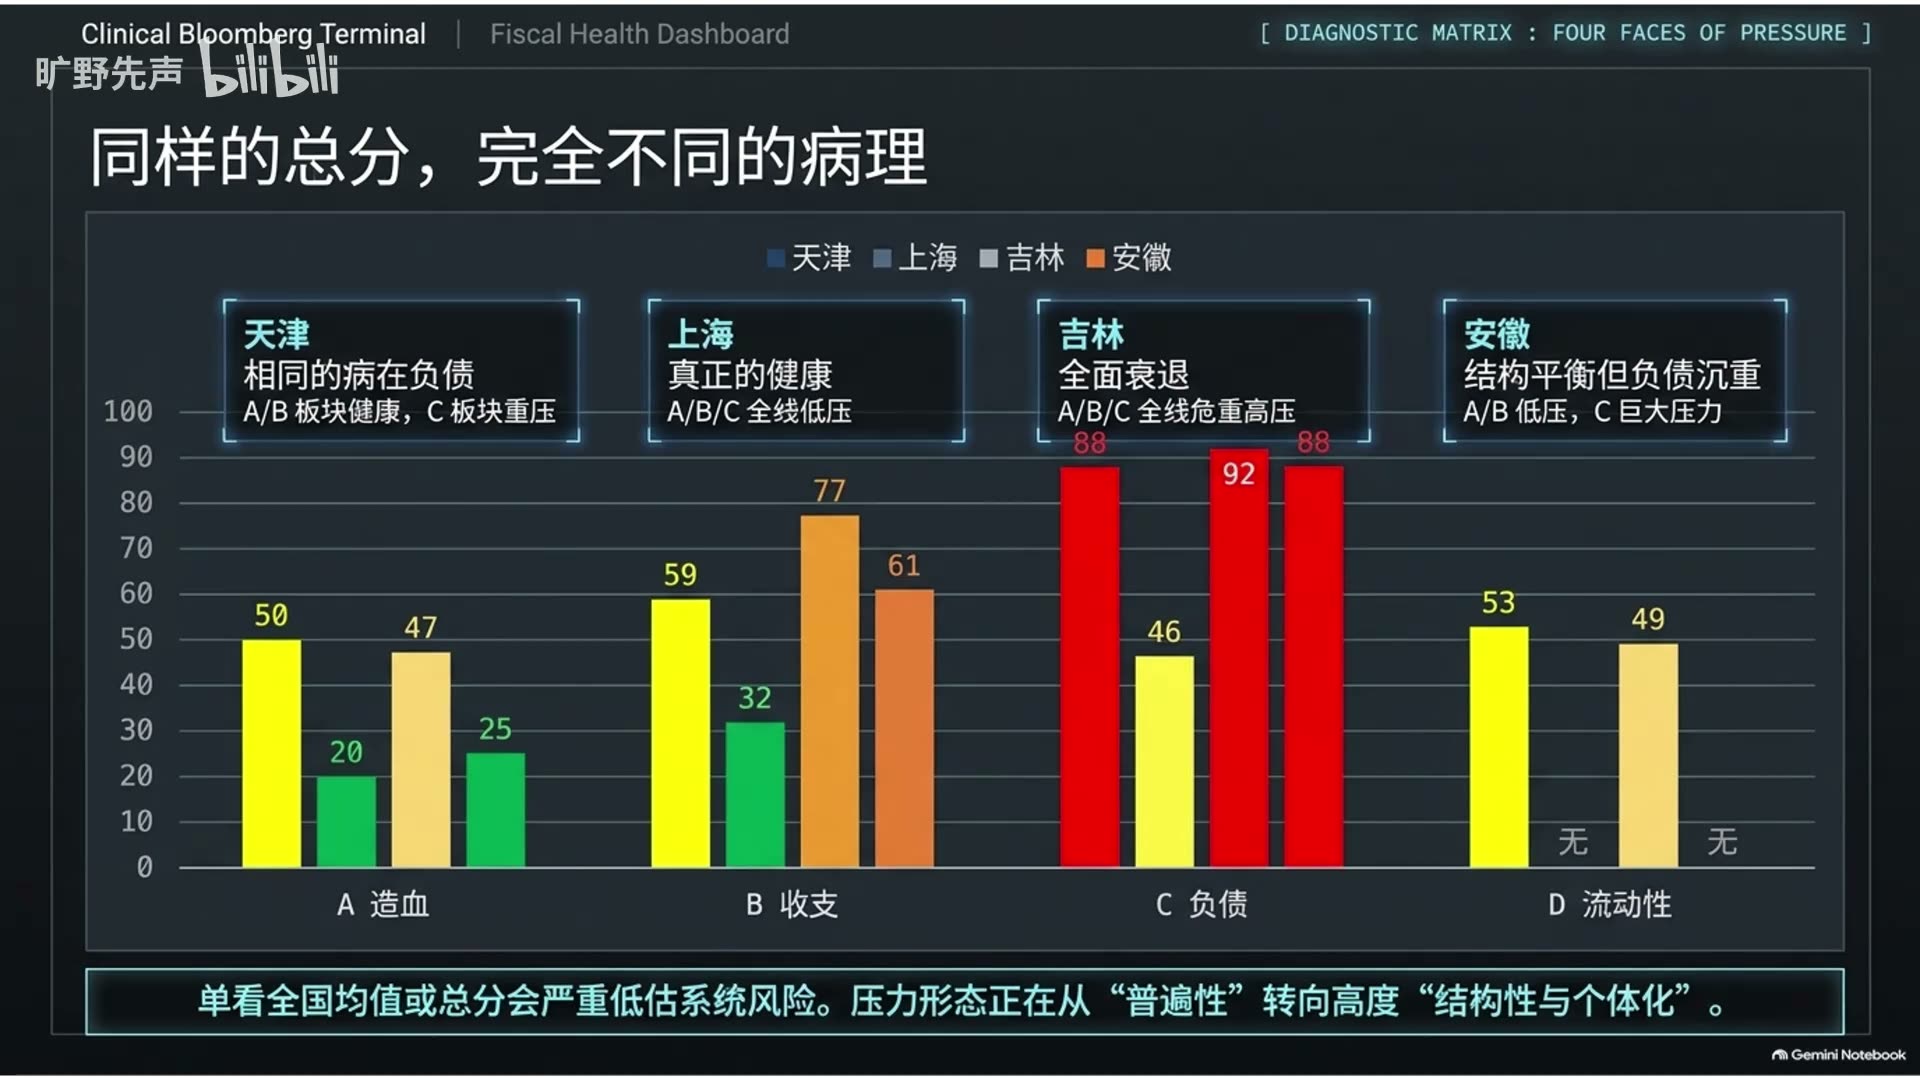 Clinical Bloomberg Terminal | Fiscal Health Dashboard
[ DIAGNOSTIC MATRIX : FOUR FACES OF PRESSURE ]
旷野先声 bilibili
同样的总分，完全不同的病理
天津 上海 吉林 安徽
天津
相同的病在负债
A/B 板块健康，C 板块重压
上海
真正的健康
A/B/C 全线低压
吉林
全面衰退
A/B/C 全线危重高压
安徽
结构平衡但负债沉重
A/B 低压，C 巨大压力
100
90
80
70
60
50
40
30
20
10
0
50 20 47 25
59 32 77 61
88 46 92 88
53 无 49 无
A 造血
B 收支
C 负债
D 流动性
单看全国均值或总分会严重低估系统风险。压力形态正在从“普遍性”转向高度“结构性与个体化”。
Gemini Notebook